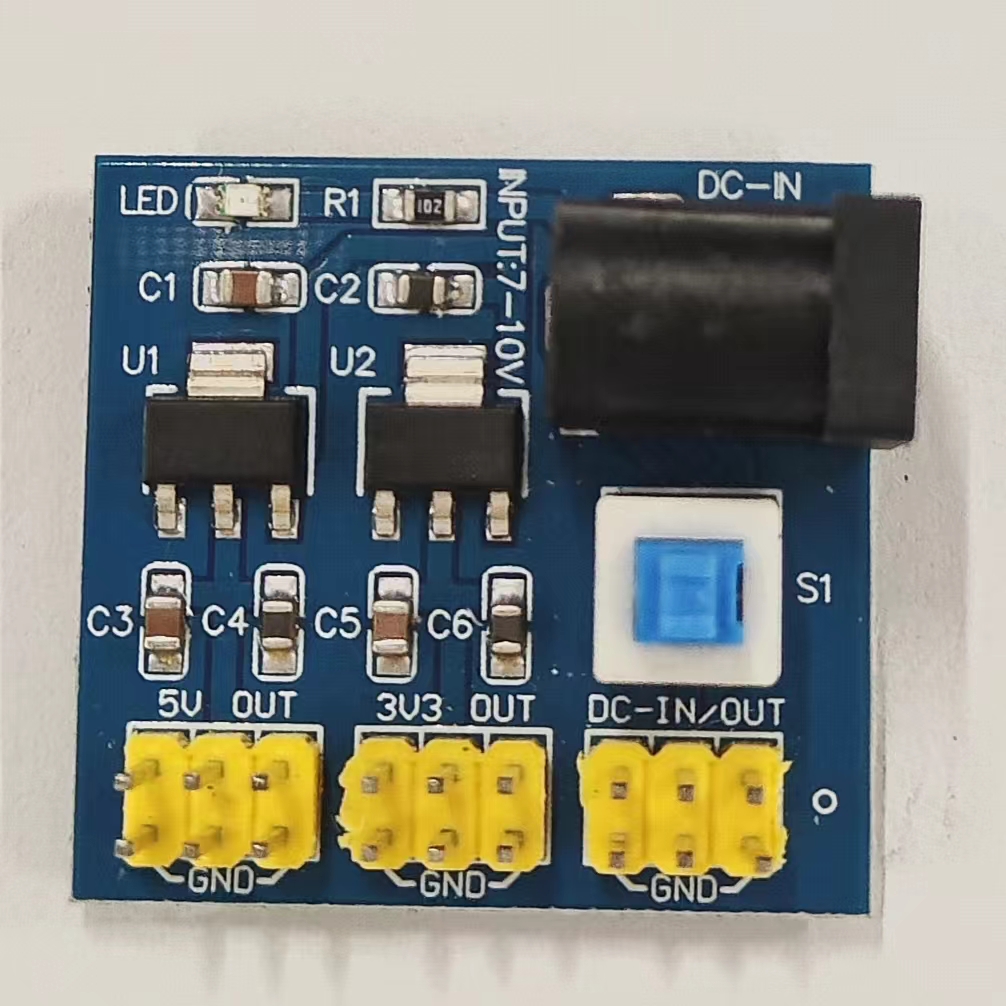 LED
R1
102
DC-IN
INPUT:7-10V
C1
C2
U1
U2
S1
C3
C4
C5
C6
5V OUT
3V3 OUT
DC-IN/OUT
GND
GND
GND